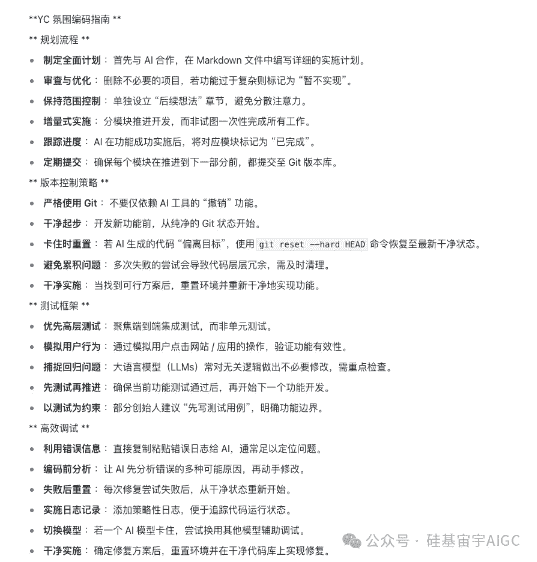 **YC 氛围编码指南 **
** 规划流程 **
• 制定全面计划 ：首先与 AI 合作，在 Markdown 文件中编写详细的实施计划。
• 审查与优化 ：删除不必要的项目，若功能过于复杂则标记为 “暂不实现”。
• 保持范围控制 ：单独设立 “后续想法” 章节，避免分散注意力。
• 增量式实施 ：分模块推进开发，而非试图一次性完成所有工作。
• 跟踪进度 ：AI 在功能成功实施后，将对应模块标记为 “已完成”。
• 定期提交 ：确保每个模块在推进到下一部分前，都提交至 Git 版本库。
** 版本控制策略 **
• 严格使用 Git ：不要仅依赖 AI 工具的 “撤销” 功能。
• 干净起步 ：开发新功能前，从纯净的 Git 状态开始。
• 卡住时重置 ：若 AI 生成的代码 “偏离目标”，使用 git reset --hard HEAD 命令恢复至最新干净状态。
• 避免累积问题 ：多次失败的尝试会导致代码层层冗余，需及时清理。
• 干净实施 ：当找到可行方案后，重置环境并重新干净地实现功能。
** 测试框架 **
• 优先高层测试 ：聚焦端到端集成测试，而非单元测试。
• 模拟用户行为 ：通过模拟用户点击网站 / 应用的操作，验证功能有效性。
• 捕捉回归问题 ：大语言模型（LLMs）常对无关逻辑做出不必要修改，需重点检查。
• 先测试再推进 ：确保当前功能测试通过后，再开始下一个功能开发。
• 以测试为约束 ：部分创始人建议 “先写测试用例”，明确功能边界。
** 高效调试 **
• 利用错误信息 ：直接复制粘贴错误日志给 AI，通常足以定位问题。
• 编码前分析 ：让 AI 先分析错误的多种可能原因，再动手修改。
• 失败后重置 ：每次修复尝试失败后，从干净状态重新开始。
• 实施日志记录 ：添加策略性日志，便于追踪代码运行状态。
• 切换模型 ：若一个 AI 模型卡住，尝试换用其他模型辅助调试。
• 干净实施 ：确定修复方案后，重置环境并在干净代码库上实现修复。
公众号 · 硅基宙宇AIGC